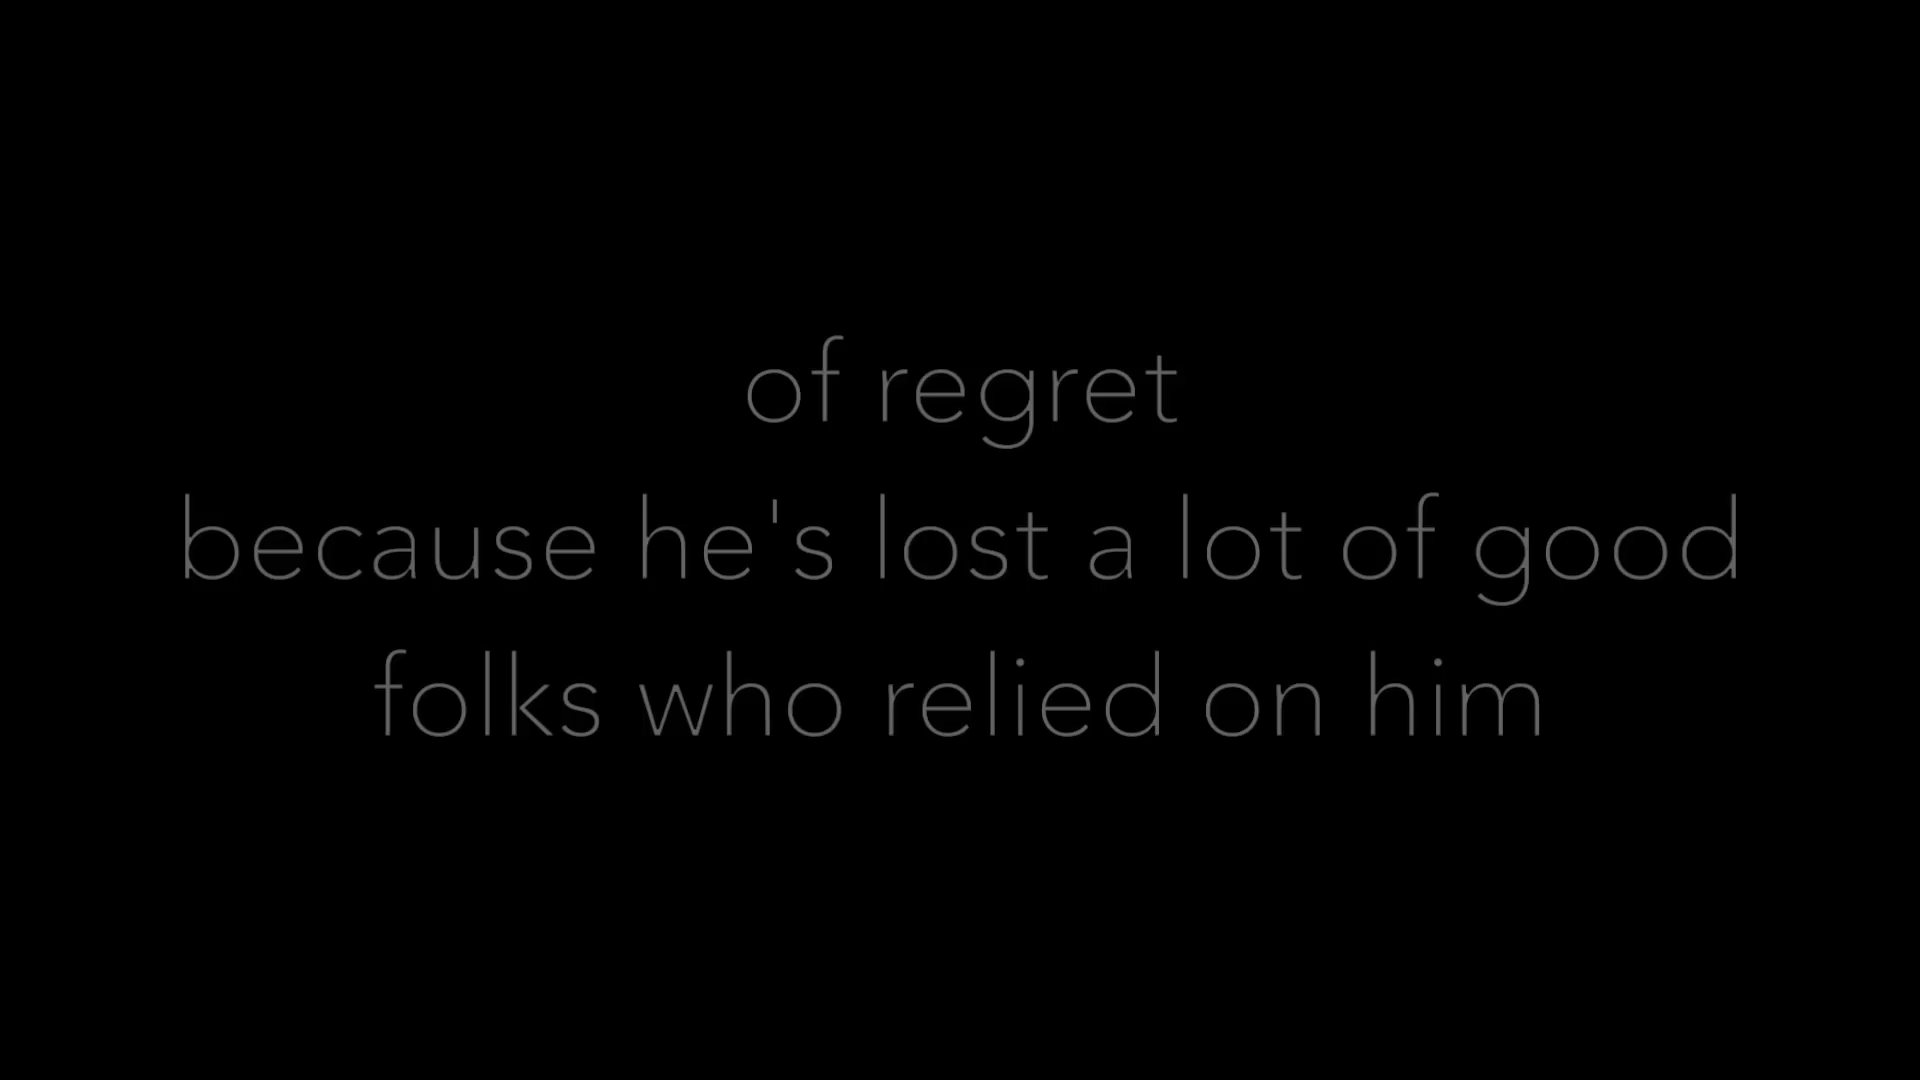 of regret
because he's lost a lot of good
folks who relied on him